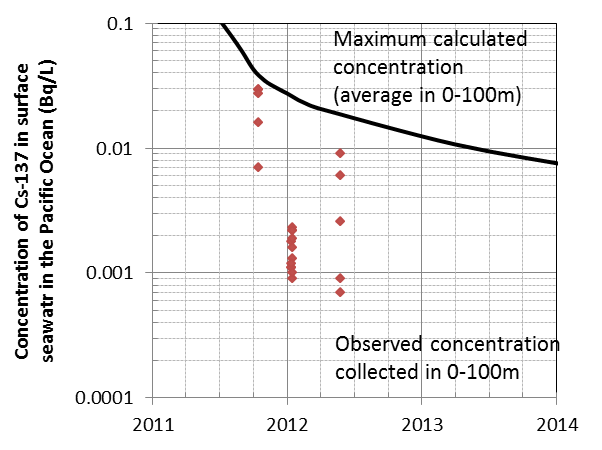 Concentration of Cs-137 in surface
seawatr in the Pacific Ocean (Bq/L)
0.1
0.01
0.001
0.0001
Maximum calculated
concentration
(average in 0-100m)
Observed concentration
collected in 0-100m
2011
2012
2013
2014